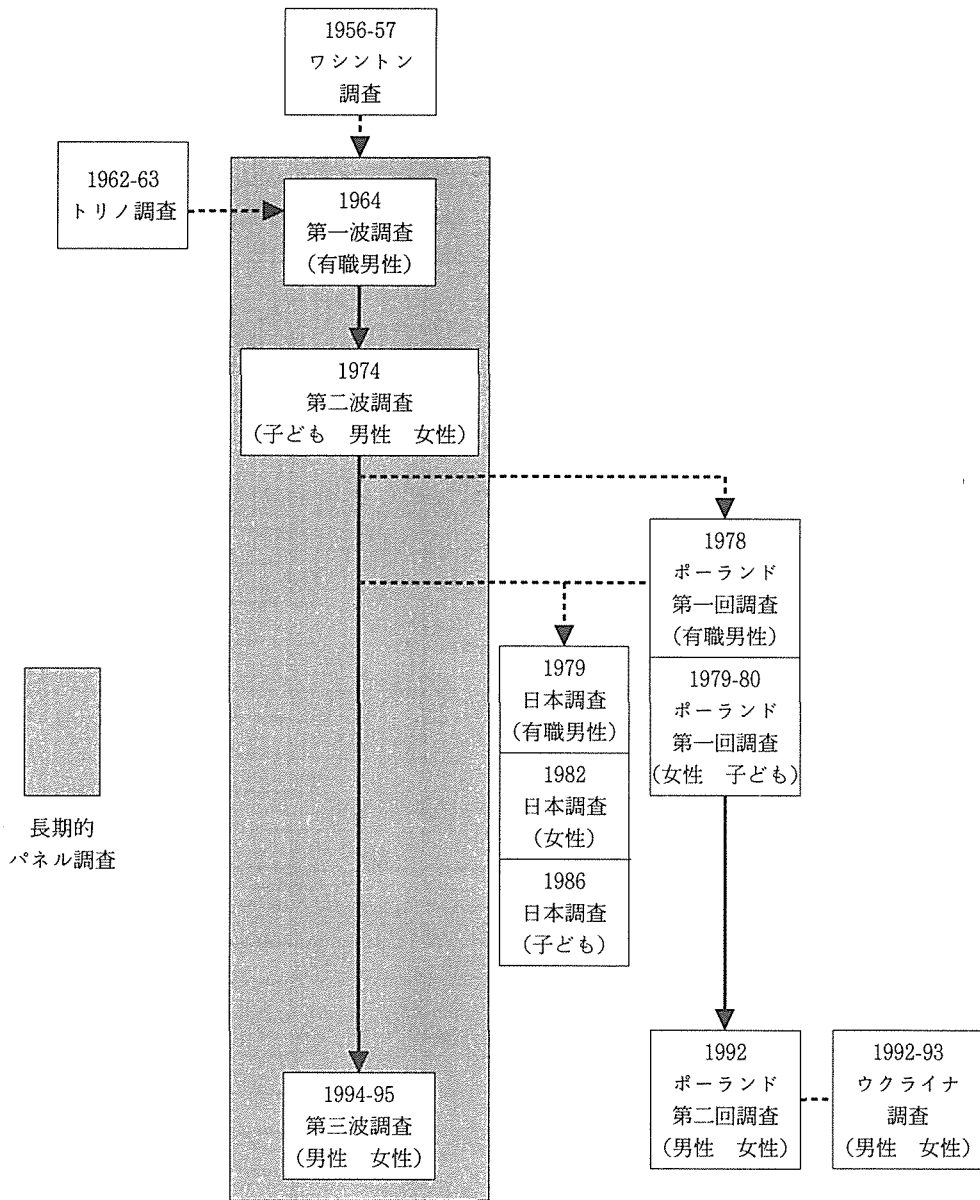 1956-57
ワシントン
調査
1962-63
トリノ調査
1964
第一波調査
(有職男性)
1974
第二波調査
(子ども 男性 女性)
1978
ポーランド
第一回調査
(有職男性)
1979-80
ポーランド
第一回調査
(女性 子ども)
1979
日本調査
(有職男性)
1982
日本調査
(女性)
1986
日本調査
(子ども)
長期的
パネル調査
1994-95
第三波調査
(男性 女性)
1992
ポーランド
第二回調査
(男性 女性)
1992-93
ウクライナ
調査
(男性 女性)